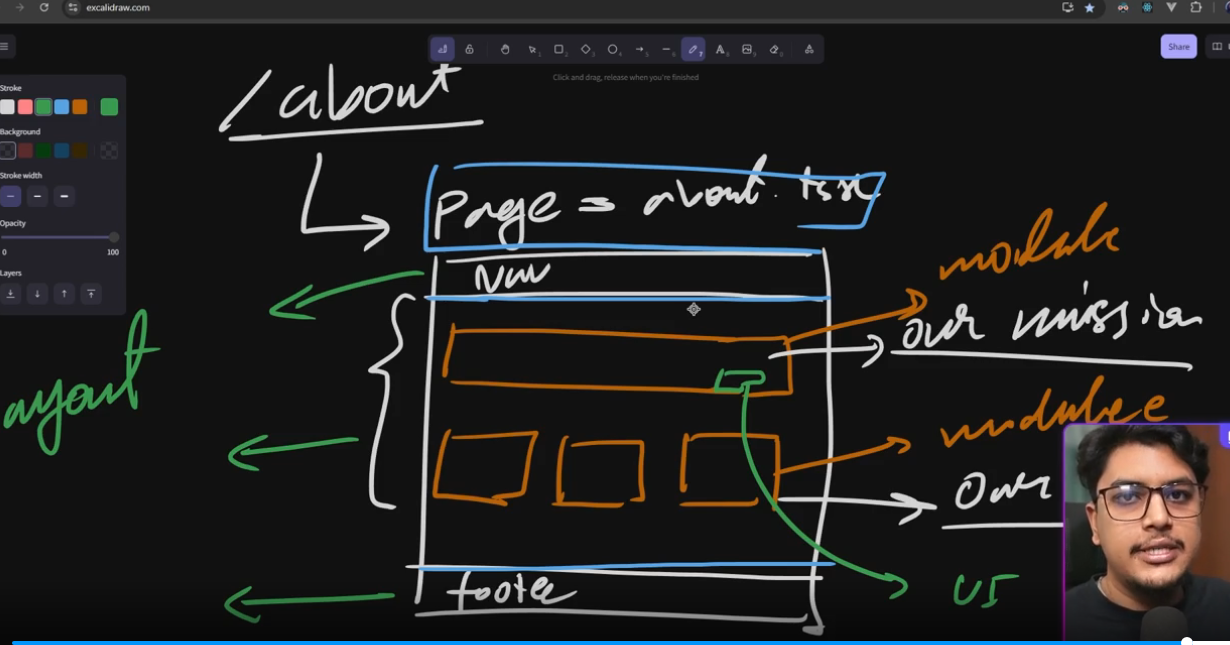 excalidraw.com
Share
Click and drag, release when you're finished
Stroke
Background
Stroke width
Opacity
0 100
Layers
/about
Page = about.tsx
Nav
module
our mission
ayout
module
Our
footer
UI